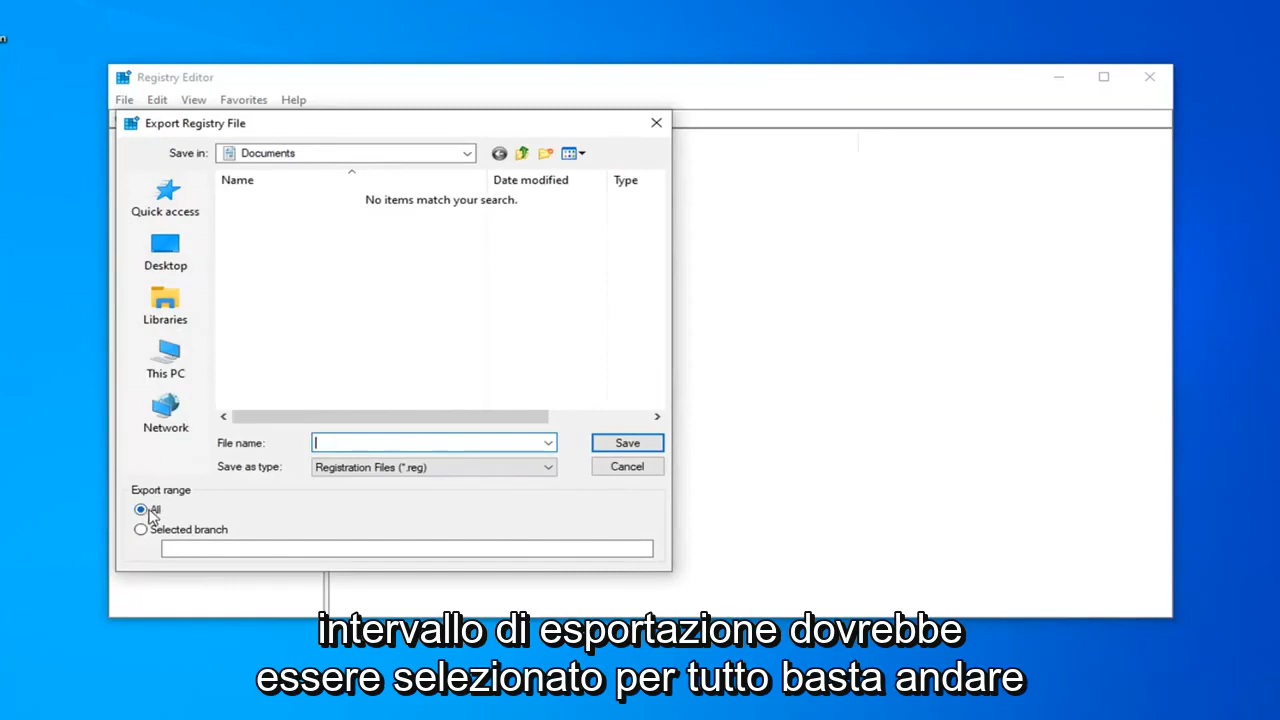 n
Registry Editor
File Edit View Favorites Help
Export Registry File
Save in: Documents
Name Date modified Type
No items match your search.
Quick access
Desktop
Libraries
This PC
Network
File name: Save
Save as type: Registration Files (*.reg) Cancel
Export range
All
Selected branch
intervallo di esportazione dovrebbe
essere selezionato per tutto basta andare